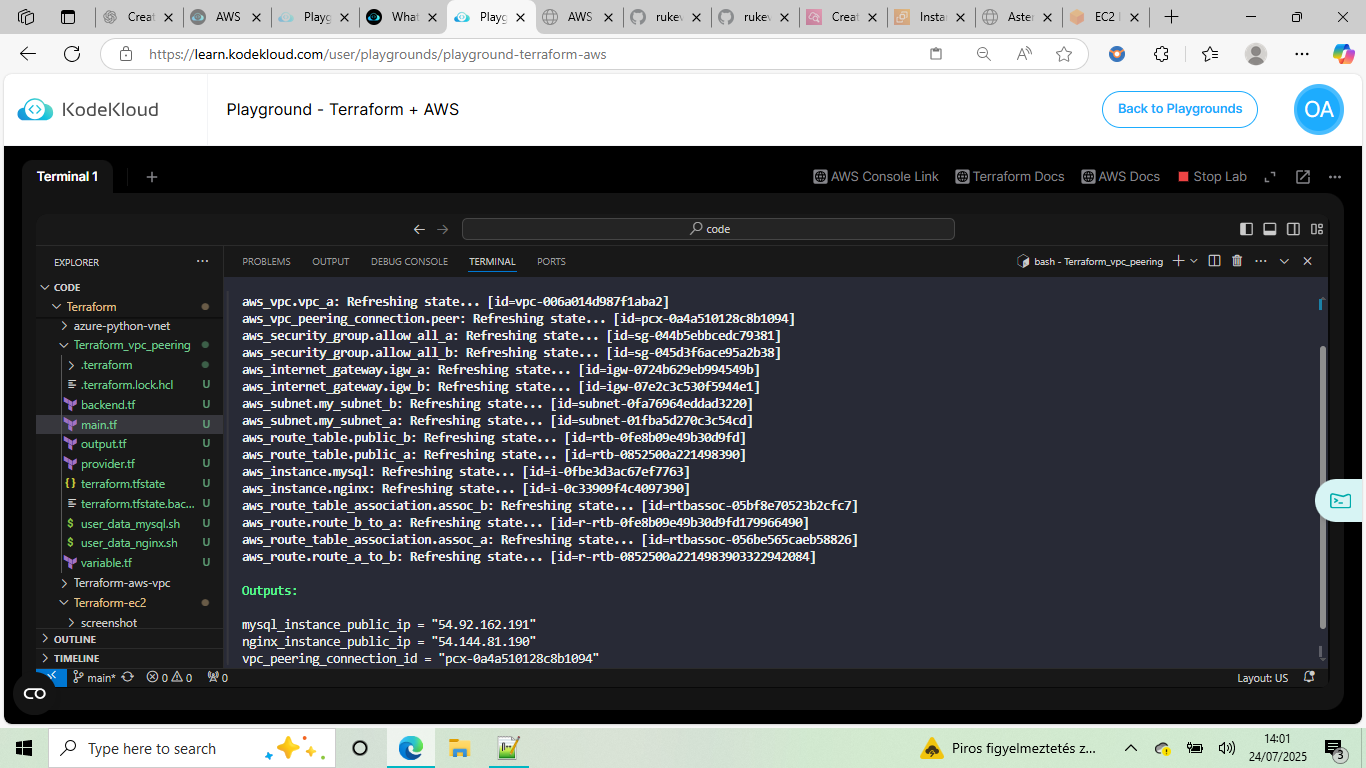 Creat
AWS
Playg
What
Playg
AWS
rukev
rukev
Creat
Insta
Aster
EC2 I
https://learn.kodekloud.com/user/playgrounds/playground-terraform-aws
KodeKloud
Playground - Terraform + AWS
Back to Playgrounds
OA
Terminal 1
AWS Console Link
Terraform Docs
AWS Docs
Stop Lab
code
EXPLORER
PROBLEMS
OUTPUT
DEBUG CONSOLE
TERMINAL
PORTS
bash - Terraform_vpc_peering
CODE
Terraform
azure-python-vnet
Terraform_vpc_peering
.terraform
.terraform.lock.hcl U
backend.tf U
main.tf U
output.tf U
provider.tf U
terraform.tfstate U
terraform.tfstate.bac... U
user_data_mysql.sh U
user_data_nginx.sh U
variable.tf U
Terraform-aws-vpc
Terraform-ec2
screenshot
OUTLINE
TIMELINE
aws_vpc.vpc_a: Refreshing state... [id=vpc-006a014d987f1aba2]
aws_vpc_peering_connection.peer: Refreshing state... [id=pcx-0a4a510128c8b1094]
aws_security_group.allow_all_a: Refreshing state... [id=sg-044b5ebbcedc79381]
aws_security_group.allow_all_b: Refreshing state... [id=sg-045d3f6ace95a2b38]
aws_internet_gateway.igw_a: Refreshing state... [id=igw-0724b629eb994549b]
aws_internet_gateway.igw_b: Refreshing state... [id=igw-07e2c3c530f5944e1]
aws_subnet.my_subnet_b: Refreshing state... [id=subnet-0fa76964eddad3220]
aws_subnet.my_subnet_a: Refreshing state... [id=subnet-01fba5d270c3c54cd]
aws_route_table.public_b: Refreshing state... [id=rtb-0fe8b09e49b30d9fd]
aws_route_table.public_a: Refreshing state... [id=rtb-0852500a221498390]
aws_instance.mysql: Refreshing state... [id=i-0fbe3d3ac67ef7763]
aws_instance.nginx: Refreshing state... [id=i-0c33909f4c4097390]
aws_route_table_association.assoc_b: Refreshing state... [id=rtbassoc-05bf8e70523b2cfc7]
aws_route.route_b_to_a: Refreshing state... [id=r-rtb-0fe8b09e49b30d9fd179966490]
aws_route_table_association.assoc_a: Refreshing state... [id=rtbassoc-056be565caeb58826]
aws_route.route_a_to_b: Refreshing state... [id=r-rtb-0852500a2214983903322942084]
Outputs:
mysql_instance_public_ip = "54.92.162.191"
nginx_instance_public_ip = "54.144.81.190"
vpc_peering_connection_id = "pcx-0a4a510128c8b1094"
main*
0
0
0
Layout: US
Type here to search
Piros figyelmeztetés z...
14:01
24/07/2025
3